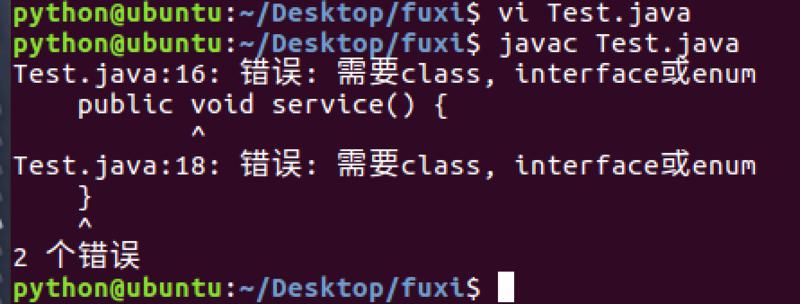 python@ubuntu:~/Desktop/fuxi$ vi Test.java
python@ubuntu:~/Desktop/fuxi$ javac Test.java
Test.java:16: 错误: 需要class, interface或enum
    public void service() {
           ^
Test.java:18: 错误: 需要class, interface或enum
    }
    ^
2 个错误
python@ubuntu:~/Desktop/fuxi$